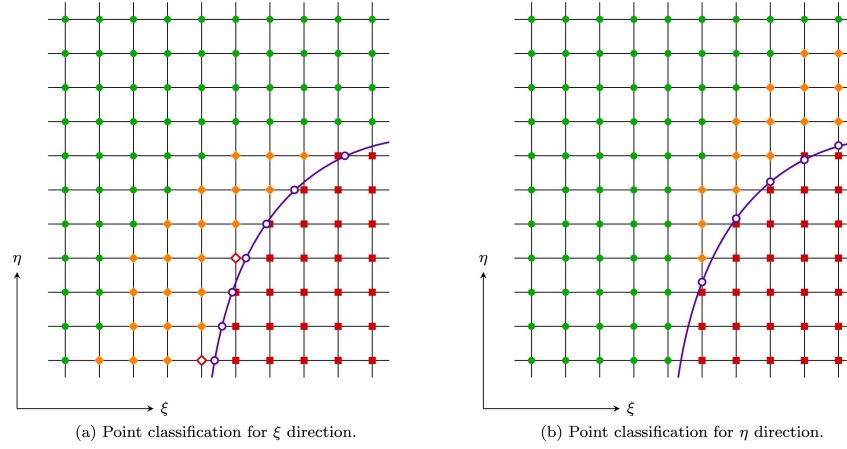 η
η
ξ
ξ
(a) Point classification for ξ direction.
(b) Point classification for η direction.